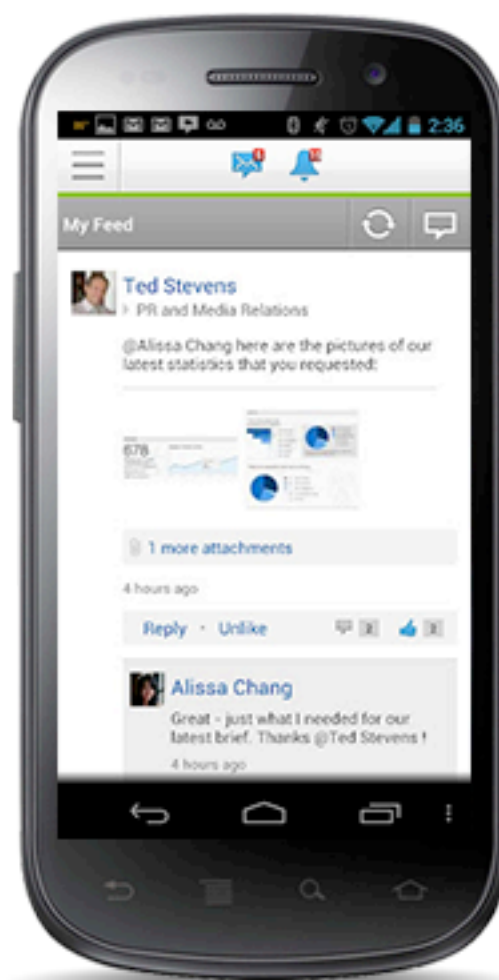 2:36
My Feed
Ted Stevens
PR and Media Relations
@Alissa Chang here are the pictures of our
latest statistics that you requested:
678
1 more attachments
4 hours ago
Reply · Unlike 2 2
Alissa Chang
Great - just what I needed for our
latest brief. Thanks @Ted Stevens !
4 hours ago